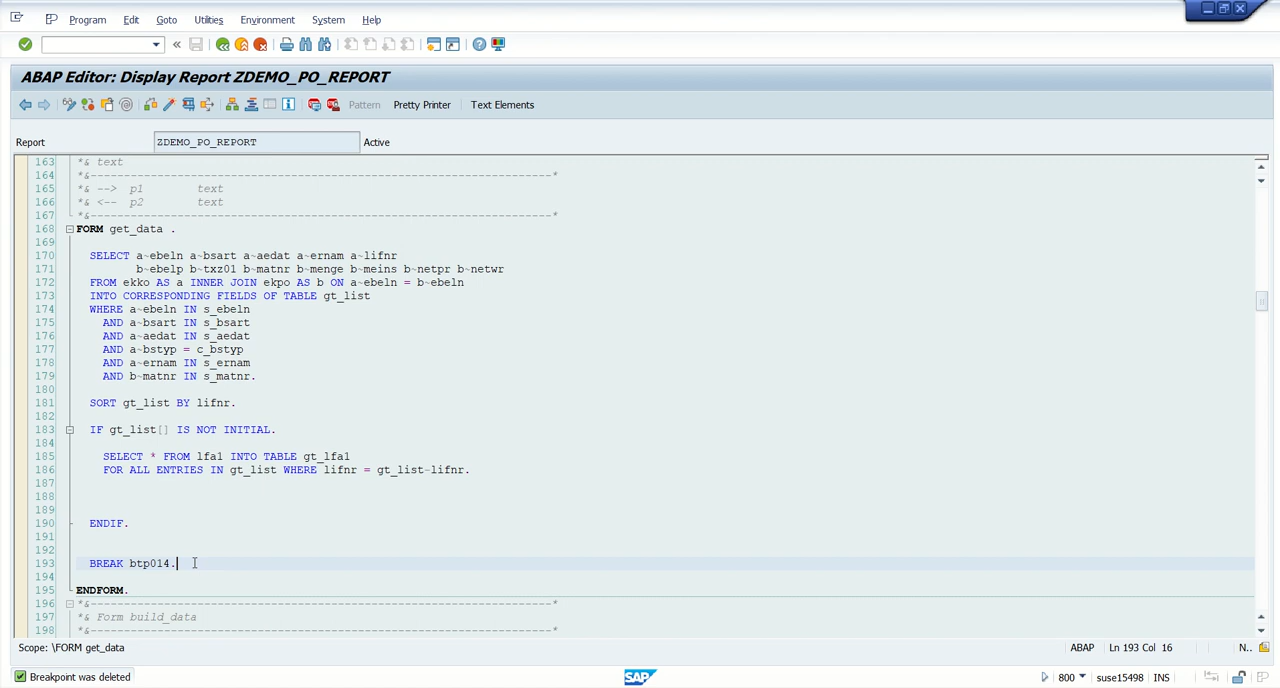 Program Edit Goto Utilities Environment System Help
ABAP Editor: Display Report ZDEMO_PO_REPORT
Pattern Pretty Printer Text Elements
Report ZDEMO_PO_REPORT Active
163 *& text
164 *&---------------------------------------------------------------------*
165 *& --> p1 text
166 *& <-- p2 text
167 *&---------------------------------------------------------------------*
168 FORM get_data .
169
170 SELECT a~ebeln a~bsart a~aedat a~ernam a~lifnr
171 b~ebelp b~txz01 b~matnr b~menge b~meins b~netpr b~netwr
172 FROM ekko AS a INNER JOIN ekpo AS b ON a~ebeln = b~ebeln
173 INTO CORRESPONDING FIELDS OF TABLE gt_list
174 WHERE a~ebeln IN s_ebeln
175 AND a~bsart IN s_bsart
176 AND a~aedat IN s_aedat
177 AND a~bstyp = c_bstyp
178 AND a~ernam IN s_ernam
179 AND b~matnr IN s_matnr.
180
181 SORT gt_list BY lifnr.
182
183 IF gt_list[] IS NOT INITIAL.
184
185 SELECT * FROM lfa1 INTO TABLE gt_lfa1
186 FOR ALL ENTRIES IN gt_list WHERE lifnr = gt_list-lifnr.
187
188
189
190 ENDIF.
191
192
193 BREAK btp014.
194
195 ENDFORM.
196 *&---------------------------------------------------------------------*
197 *& Form build_data
198 *&---------------------------------------------------------------------*
Scope: \FORM get_data ABAP Ln 193 Col 16 N..
Breakpoint was deleted SAP 800 suse15498 INS